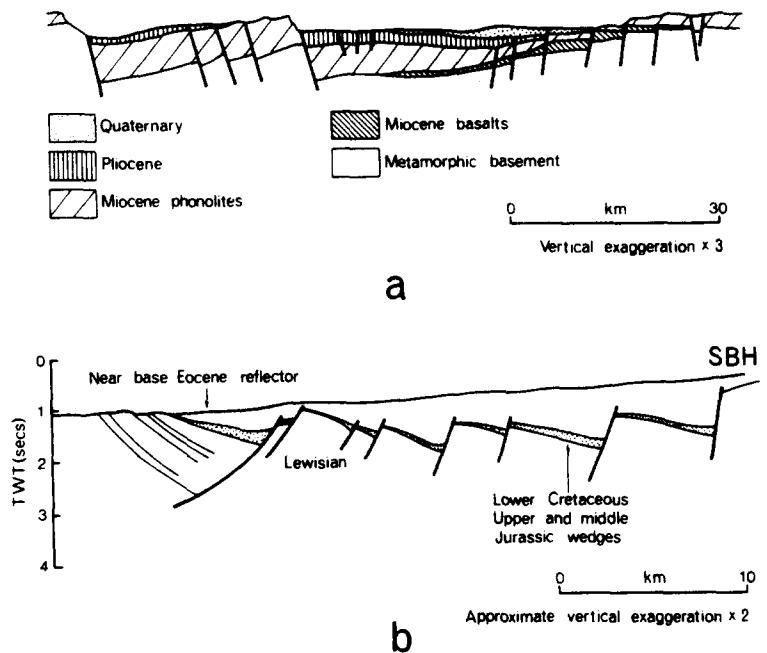 Quaternary
Pliocene
Miocene phonolites
Miocene basalts
Metamorphic basement
0 km 30
Vertical exaggeration x 3
a
SBH
Near base Eocene reflector
0
1
2
3
4
TWT (secs)
Lewisian
Lower Cretaceous
Upper and middle
Jurassic wedges
0 km 10
Approximate vertical exaggeration x 2
b